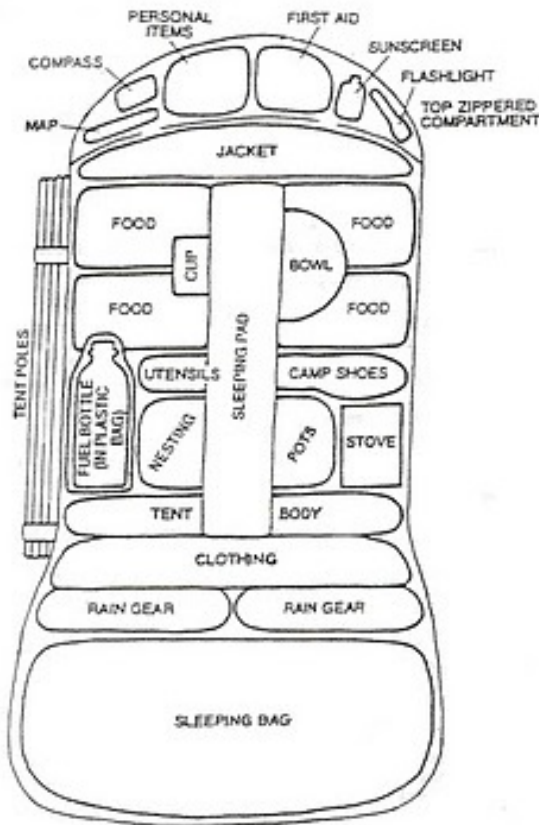 PERSONAL
ITEMS
FIRST AID
SUNSCREEN
COMPASS
FLASHLIGHT
MAP
TOP ZIPPERED
COMPARTMENT
JACKET
FOOD
FOOD
CUP
BOWL
FOOD
FOOD
SLEEPING PAD
TENT POLES
UTENSILS
CAMP SHOES
FUEL BOTTLE
(IN PLASTIC
BAG)
NESTING
POTS
STOVE
TENT
BODY
CLOTHING
RAIN GEAR
RAIN GEAR
SLEEPING BAG